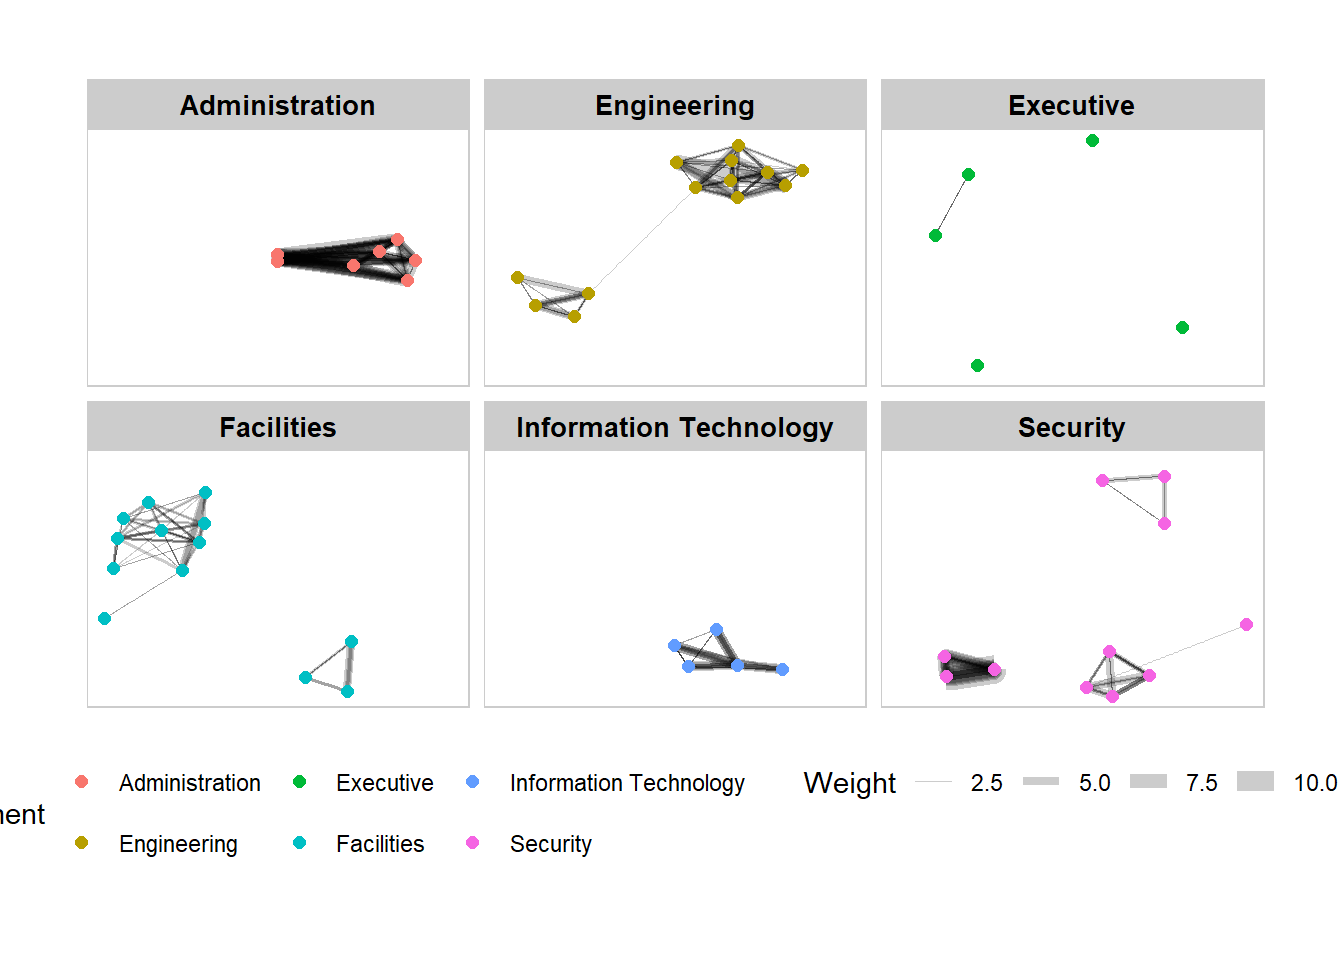 Administration Engineering Executive
Facilities Information Technology Security
Administration Executive Information Technology Weight 2.5 5.0 7.5 10.0
Engineering Facilities Security